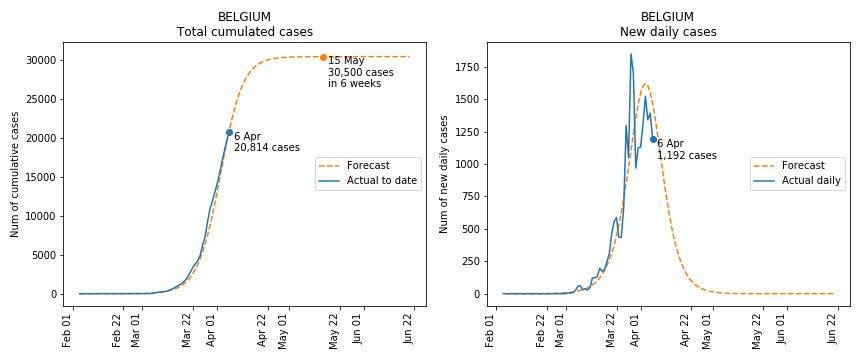 BELGIUM
Total cumulated cases
Num of cumulative cases
30000
25000
20000
15000
10000
5000
0
15 May
30,500 cases
in 6 weeks
6 Apr
20,814 cases
Forecast
Actual to date
Feb 01
Feb 22
Mar 01
Mar 22
Apr 01
Apr 22
May 01
May 22
Jun 01
Jun 22
BELGIUM
New daily cases
Num of new daily cases
1750
1500
1250
1000
750
500
250
0
6 Apr
1,192 cases
Forecast
Actual daily
Feb 01
Feb 22
Mar 01
Mar 22
Apr 01
Apr 22
May 01
May 22
Jun 01
Jun 22